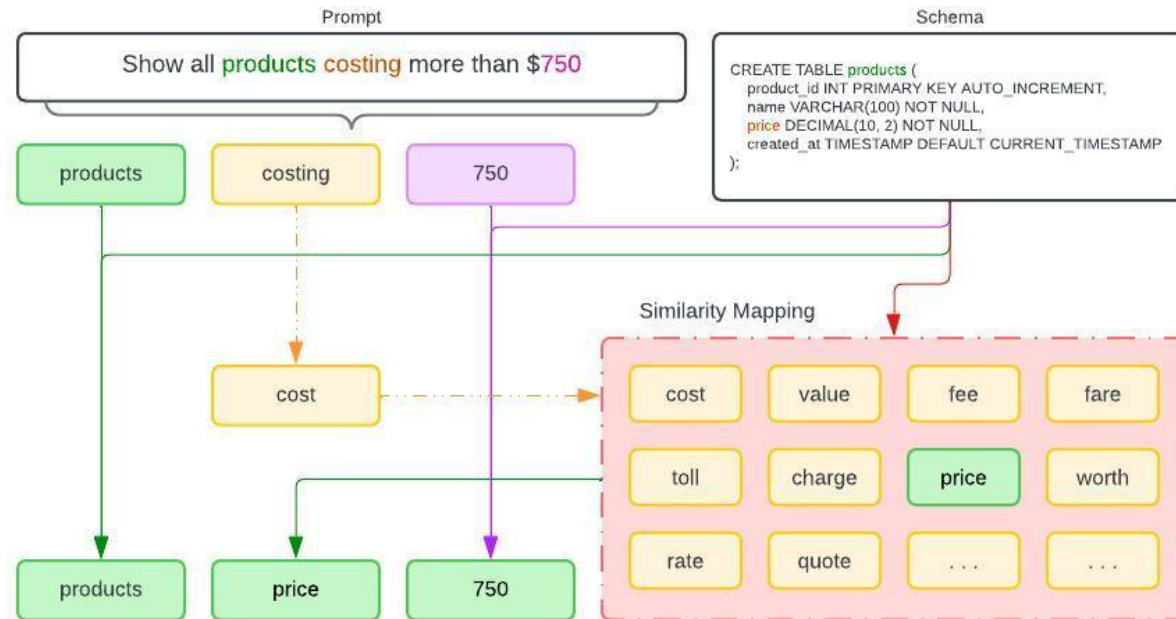 Prompt
Schema
Show all products costing more than $750
CREATE TABLE products (
product_id INT PRIMARY KEY AUTO_INCREMENT,
name VARCHAR(100) NOT NULL,
price DECIMAL(10, 2) NOT NULL,
created_at TIMESTAMP DEFAULT CURRENT_TIMESTAMP
);
products
costing
750
Similarity Mapping
cost
cost
value
fee
fare
toll
charge
price
worth
rate
quote
. . .
. . .
products
price
750